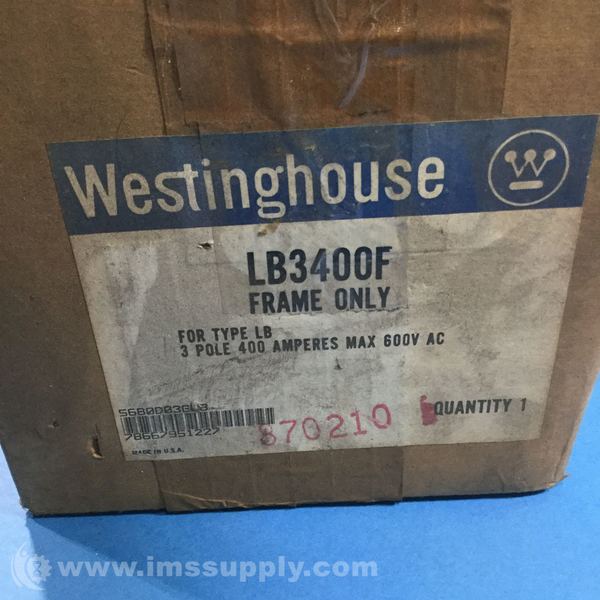 Westinghouse
LB3400F
FRAME ONLY
FOR TYPE LB
3 POLE 400 AMPERES MAX 600V AC
QUANTITY 1
870210
78667951227
MADE IN U.S.A.
www.imssupply.com